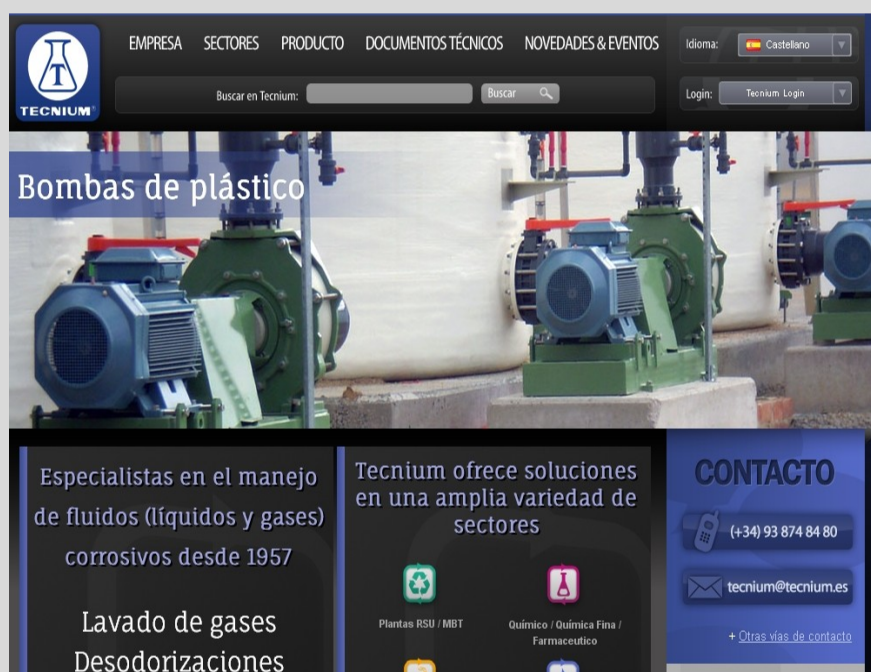 EMPRESA SECTORES PRODUCTO DOCUMENTOS TÉCNICOS NOVEDADES & EVENTOS
Idioma: Castellano
TECNIUM®
Buscar en Tecnium: Buscar
Login: Tecnium Login
Bombas de plástico
Especialistas en el manejo
de fluidos (líquidos y gases)
corrosivos desde 1957
Lavado de gases
Desodorizaciones
Tecnium ofrece soluciones
en una amplia variedad de
sectores
Plantas RSU / MBT
Químico / Química Fina /
Farmaceutico
CONTACTO
(+34) 93 874 84 80
tecnium@tecnium.es
+ Otras vías de contacto